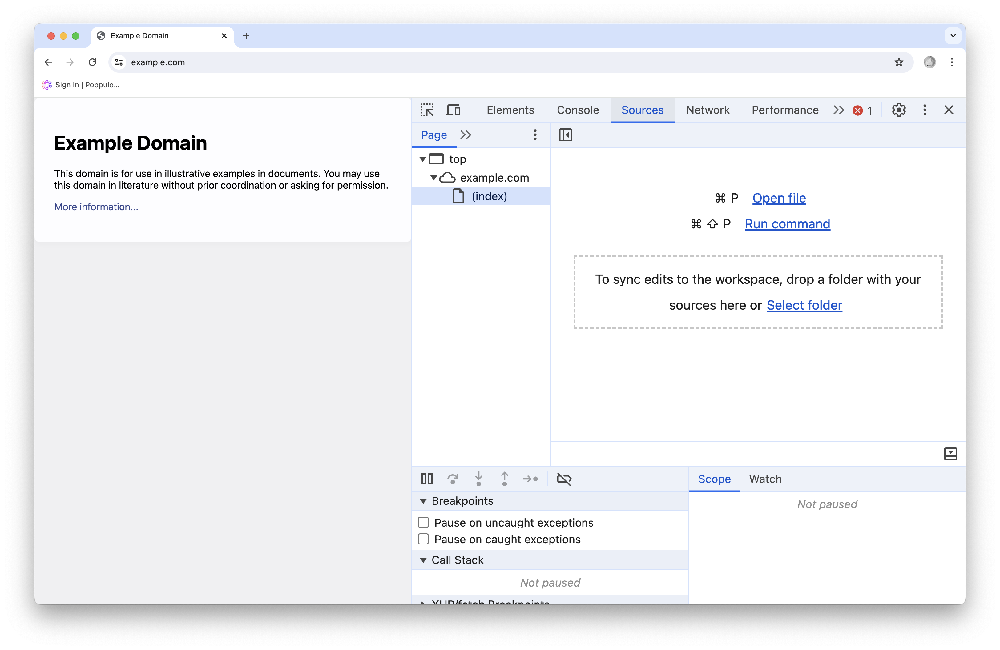 Example Domain
example.com
Sign In | Poppulo...
Example Domain
This domain is for use in illustrative examples in documents. You may use
this domain in literature without prior coordination or asking for permission.
More information...
Elements Console Sources Network Performance 1
Page
top
example.com
(index)
⌘ P Open file
⌘ ⇧ P Run command
To sync edits to the workspace, drop a folder with your
sources here or Select folder
Breakpoints
Pause on uncaught exceptions
Pause on caught exceptions
Call Stack
Not paused
XHR/fetch Breakpoints
Scope Watch
Not paused